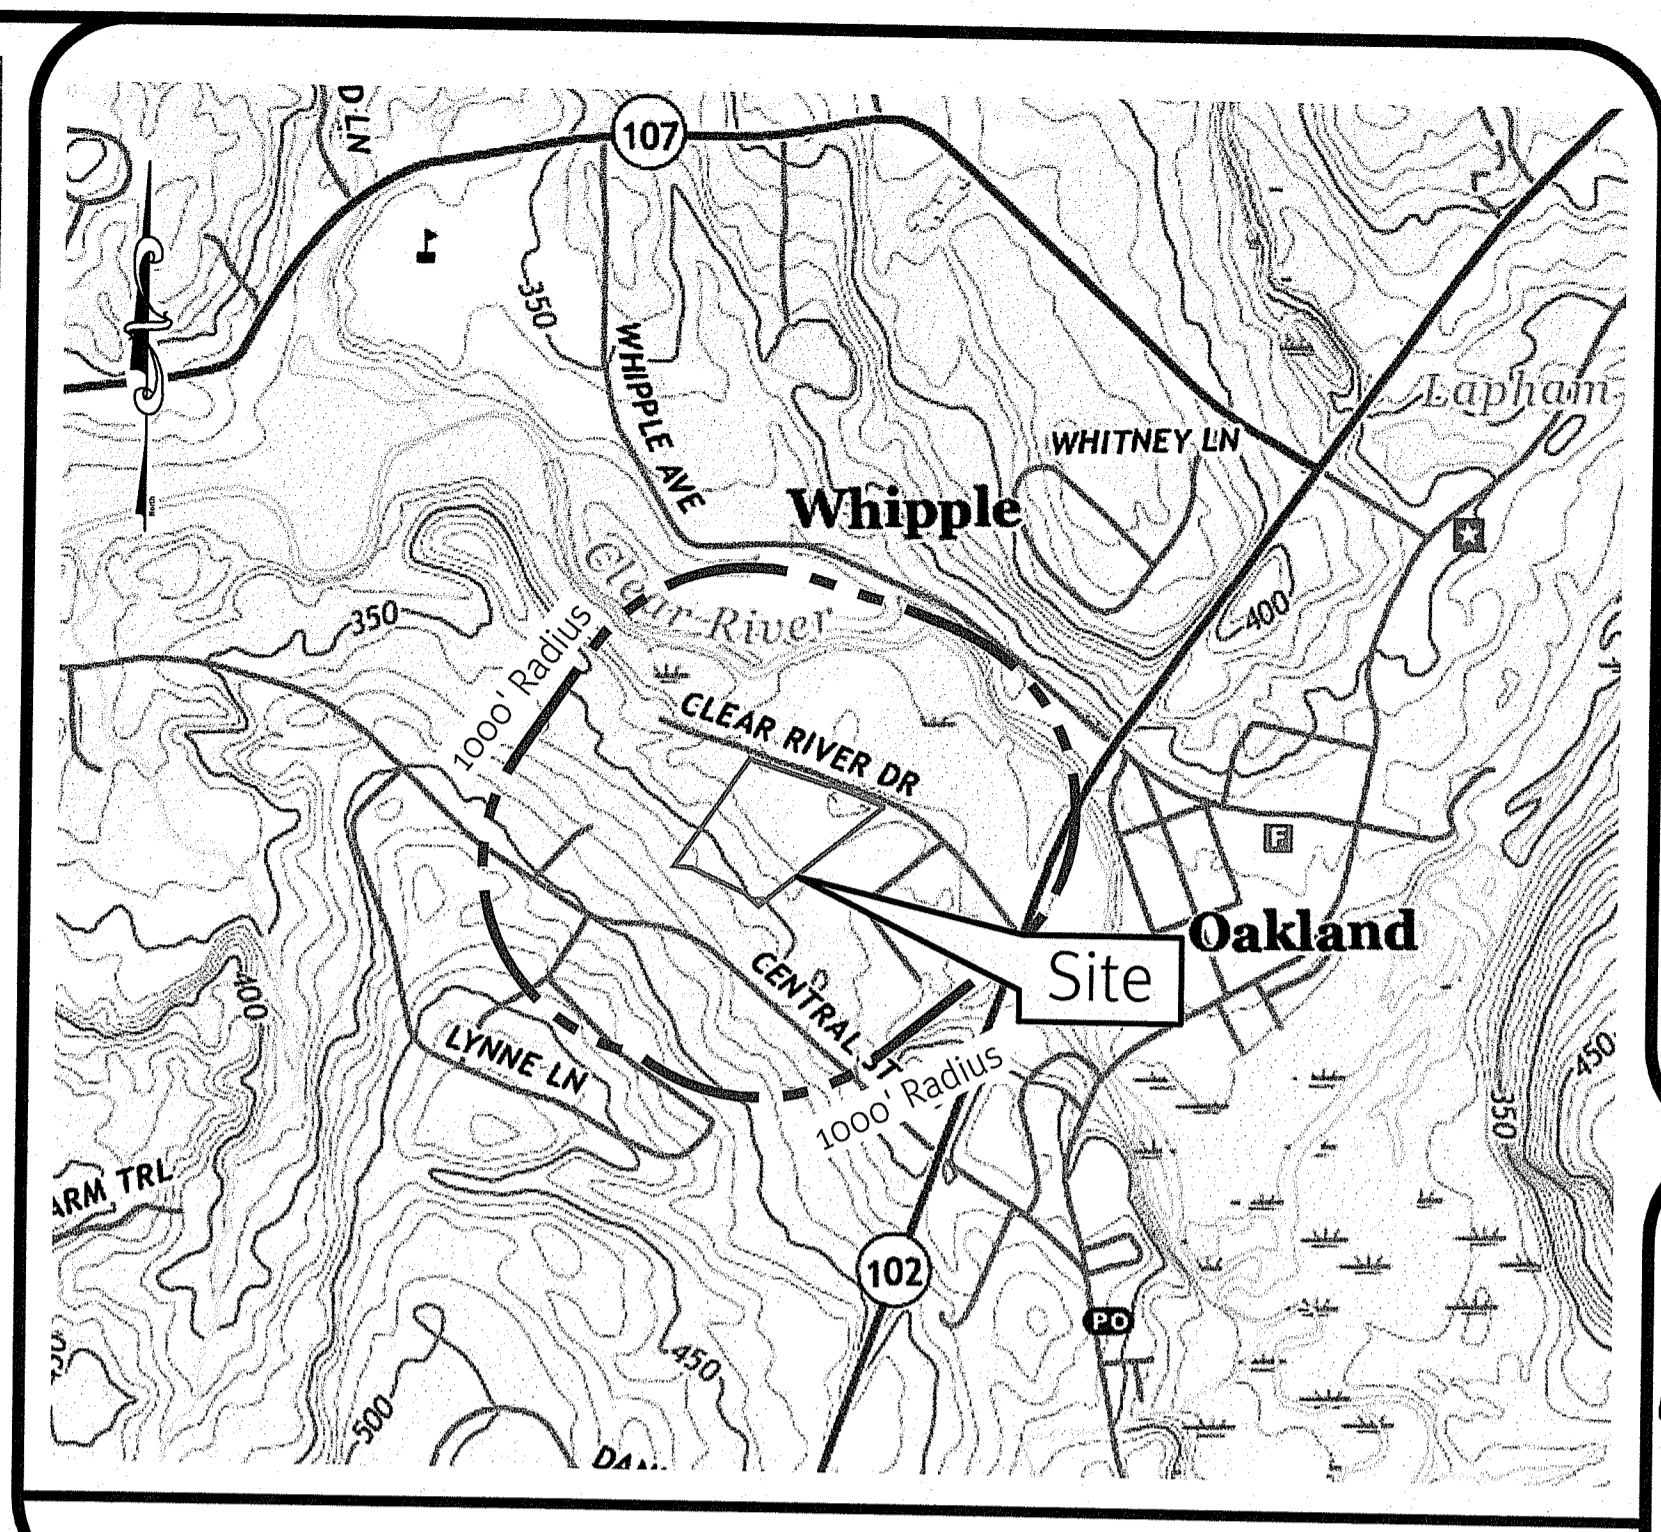 D LN
107
350
WHIPPLE AVE
Lapham
WHITNEY LN
Whipple
Clear River
North
350
400
1000' Radius
CLEAR RIVER DR
F
Oakland
Site
CENTRAL ST
400
LYNNE LN
1000' Radius
450
350
ARM TRL
102
PO
450
500